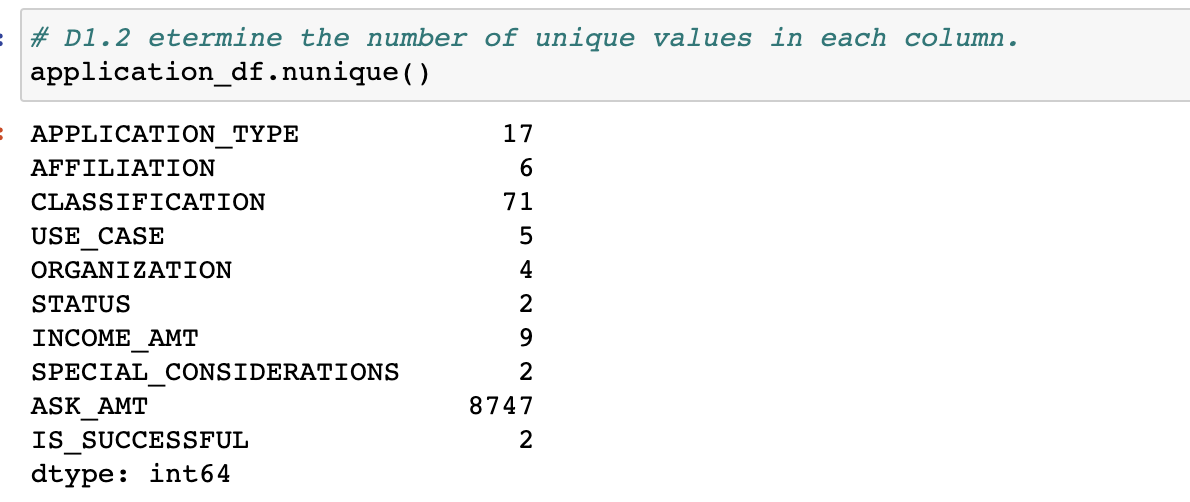 # D1.2 etermine the number of unique values in each column.
application_df.nunique()
APPLICATION_TYPE 17
AFFILIATION 6
CLASSIFICATION 71
USE_CASE 5
ORGANIZATION 4
STATUS 2
INCOME_AMT 9
SPECIAL_CONSIDERATIONS 2
ASK_AMT 8747
IS_SUCCESSFUL 2
dtype: int64